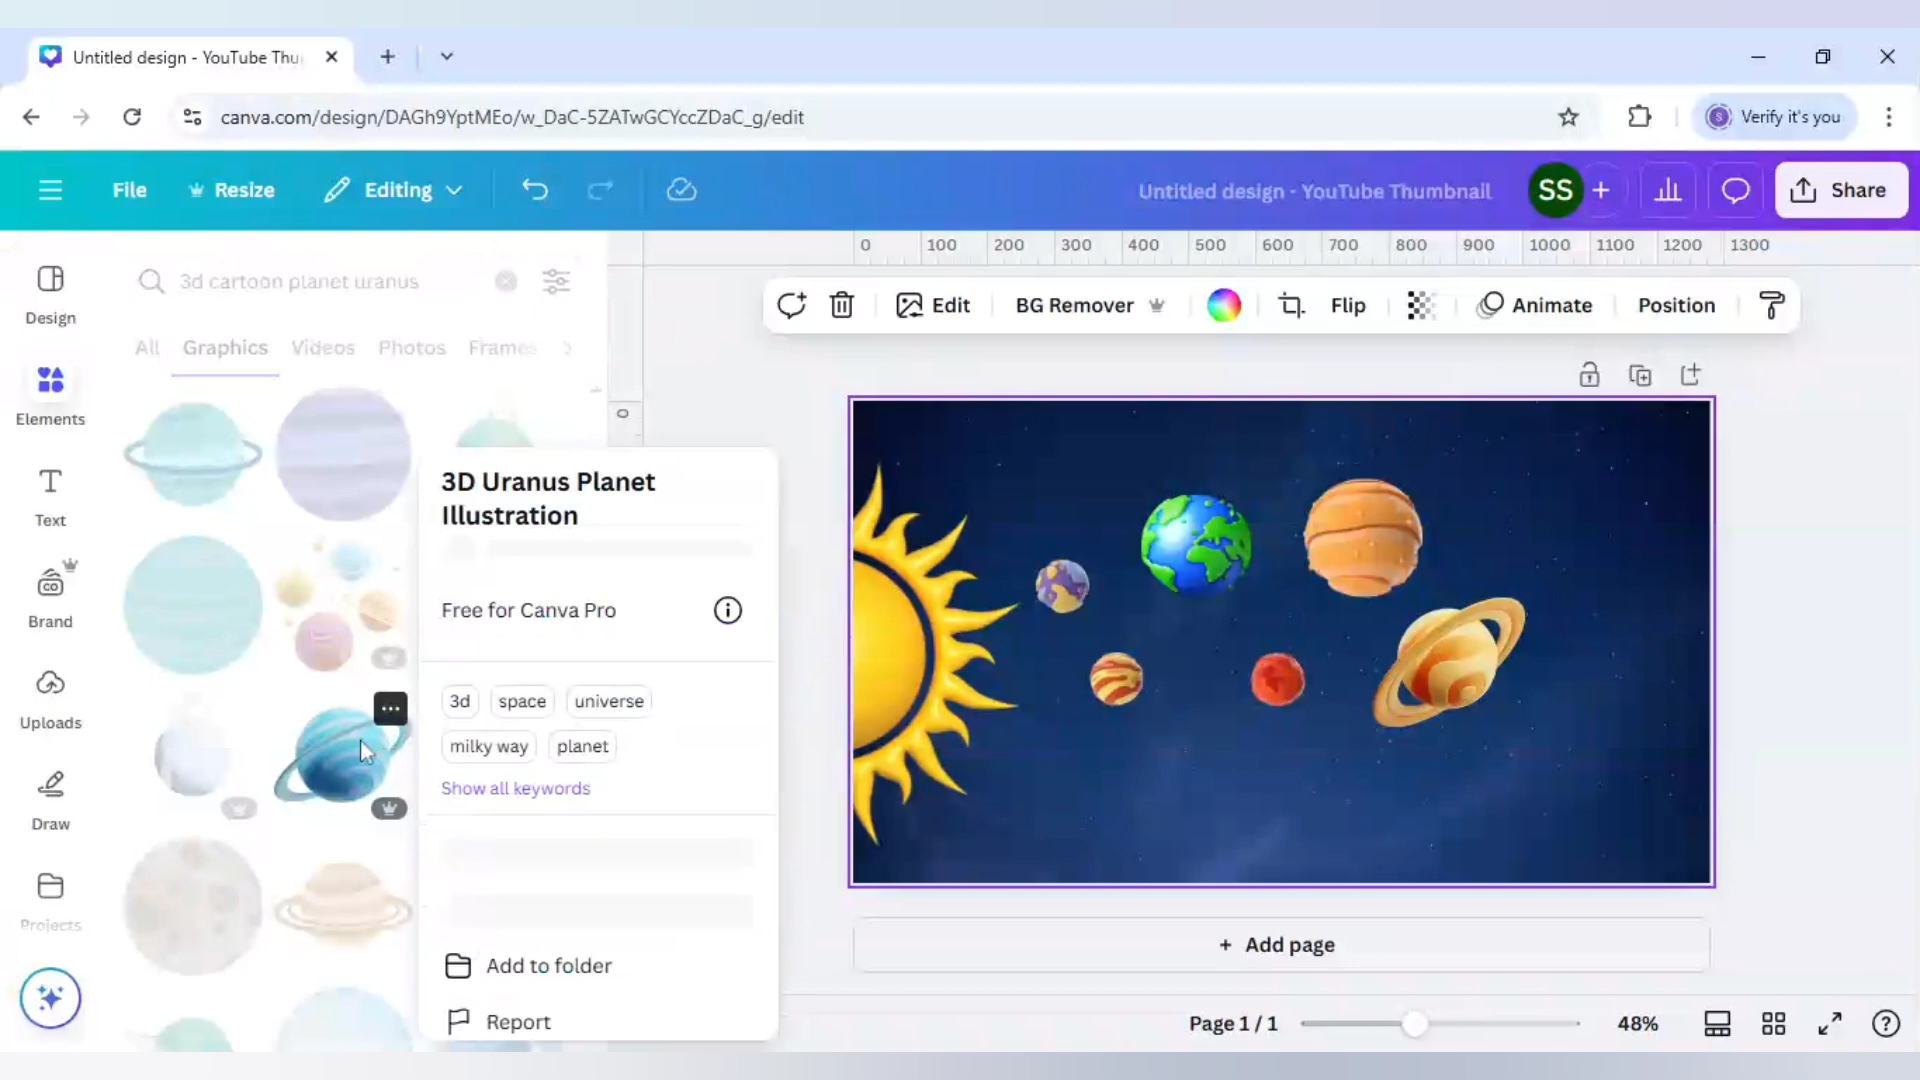 Untitled design - YouTube Thu
canva.com/design/DAGh9YptMEo/w_DaC-5ZATwGCYccZDaC_g/edit
Verify it's you
File
Resize
Editing
Untitled design - YouTube Thumbnail
SS
Share
0 100 200 300 400 500 600 700 800 900 1000 1100 1200 1300
Design
Elements
Text
Brand
Uploads
Draw
Projects
3d cartoon planet uranus
All Graphics Videos Photos Frames
Edit
BG Remover
Flip
Animate
Position
0
3D Uranus Planet
Illustration
Free for Canva Pro
3d space universe
milky way planet
Show all keywords
Add to folder
Report
+ Add page
Page 1 / 1
48%